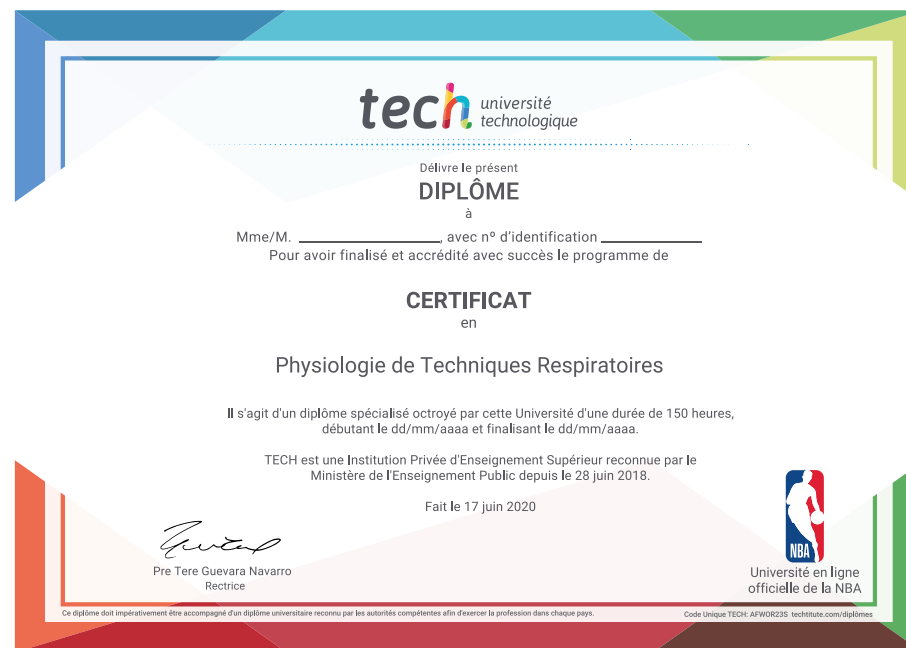 tech université
technologique
Délivre le présent
DIPLÔME
à
Mme/M. ____________________, avec nº d'identification ______________
Pour avoir finalisé et accrédité avec succès le programme de
CERTIFICAT
en
Physiologie de Techniques Respiratoires
Il s'agit d'un diplôme spécialisé octroyé par cette Université d'une durée de 150 heures,
débutant le dd/mm/aaaa et finalisant le dd/mm/aaaa.
TECH est une Institution Privée d'Enseignement Supérieur reconnue par le
Ministère de l'Enseignement Public depuis le 28 juin 2018.
Fait le 17 juin 2020
Pre Tere Guevara Navarro
Rectrice
NBA
Université en ligne
officielle de la NBA
Ce diplôme doit impérativement être accompagné d'un diplôme universitaire reconnu par les autorités compétentes afin d'exercer la profession dans chaque pays.
Code Unique TECH: AFWOR23S techtitute.com/diplômes